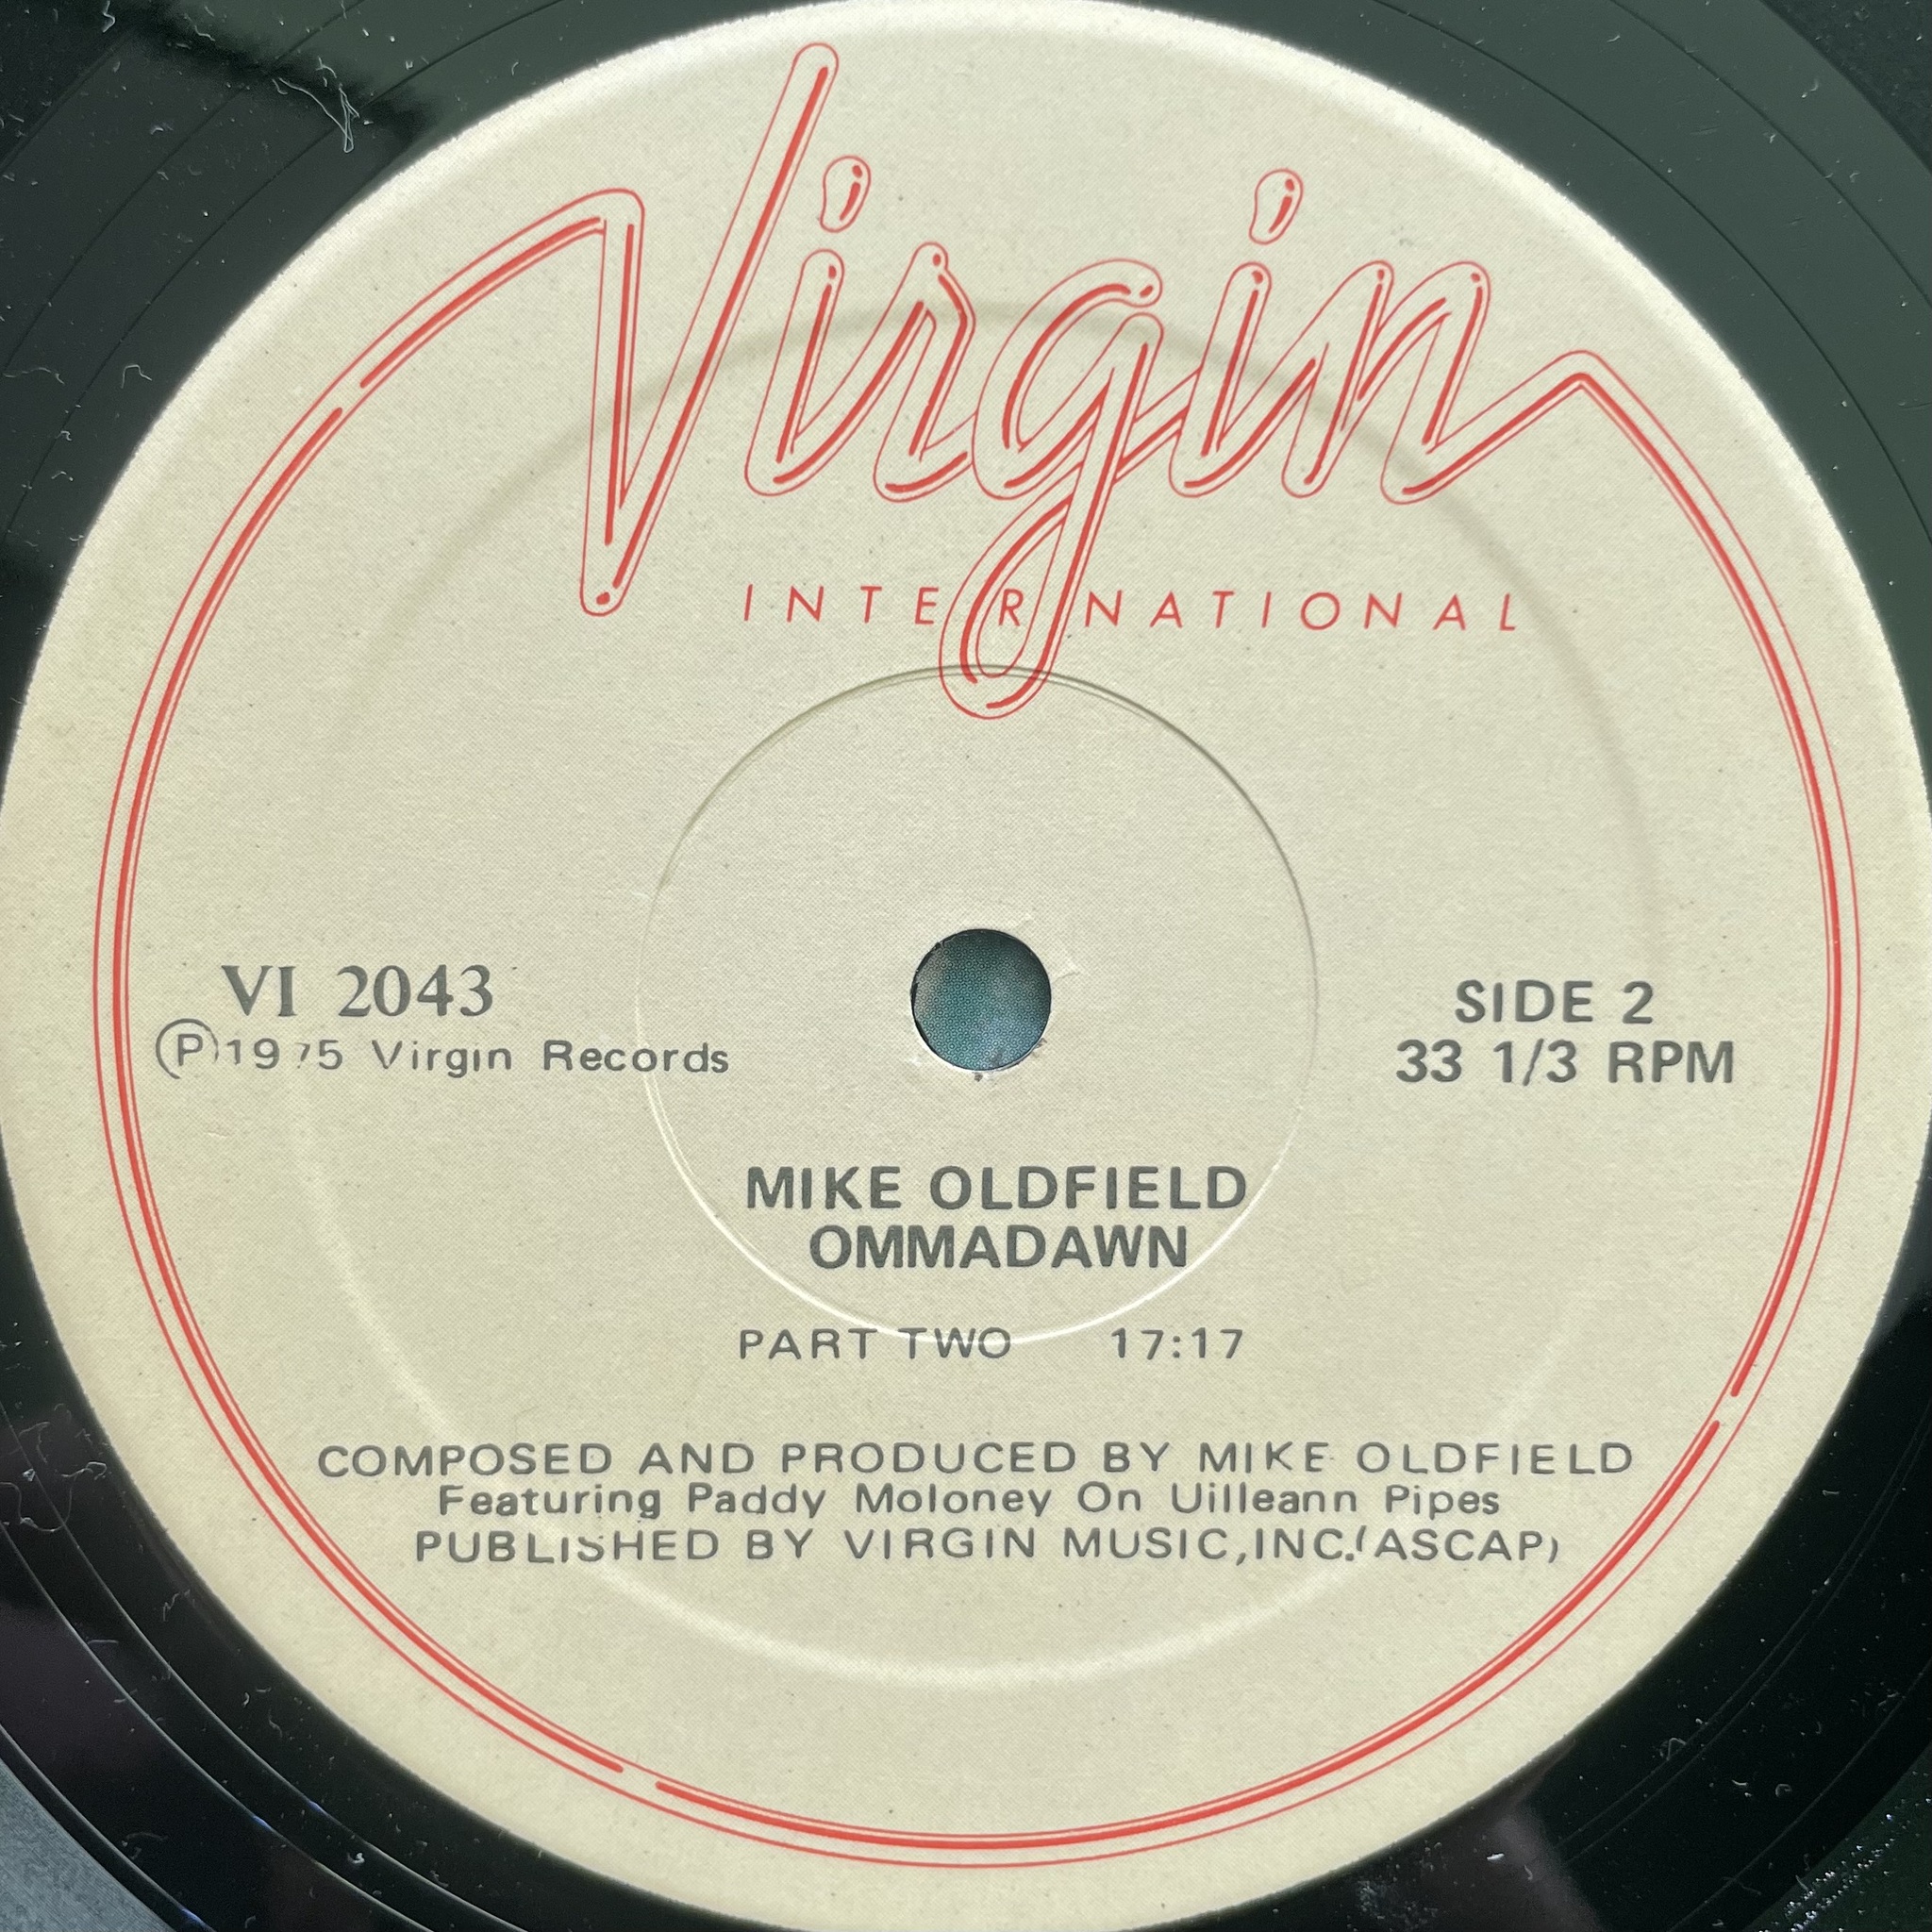 Virgin
INTERNATIONAL
VI 2043
Ⓟ1975 Virgin Records
SIDE 2
33 1/3 RPM
MIKE OLDFIELD
OMMADAWN
PART TWO 17:17
COMPOSED AND PRODUCED BY MIKE OLDFIELD
Featuring Paddy Moloney On Uilleann Pipes
PUBLISHED BY VIRGIN MUSIC,INC.(ASCAP)